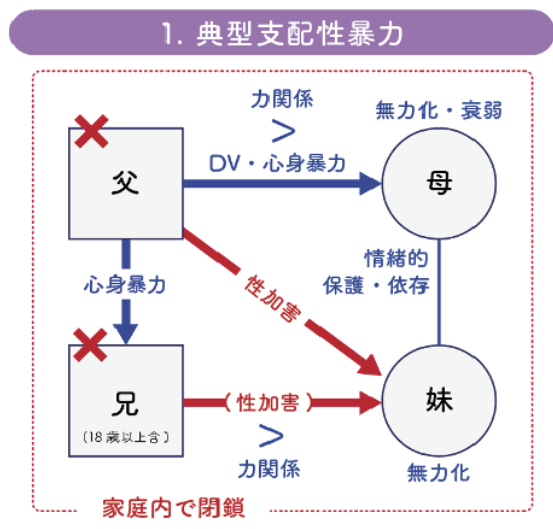 1. 典型支配性暴力
力関係
>
無力化・衰弱
DV・心身暴力
父
母
心身暴力
性加害
情緒的
保護・依存
兄
(18歳以上含)
(性加害)
妹
>
力関係
無力化
家庭内で閉鎖